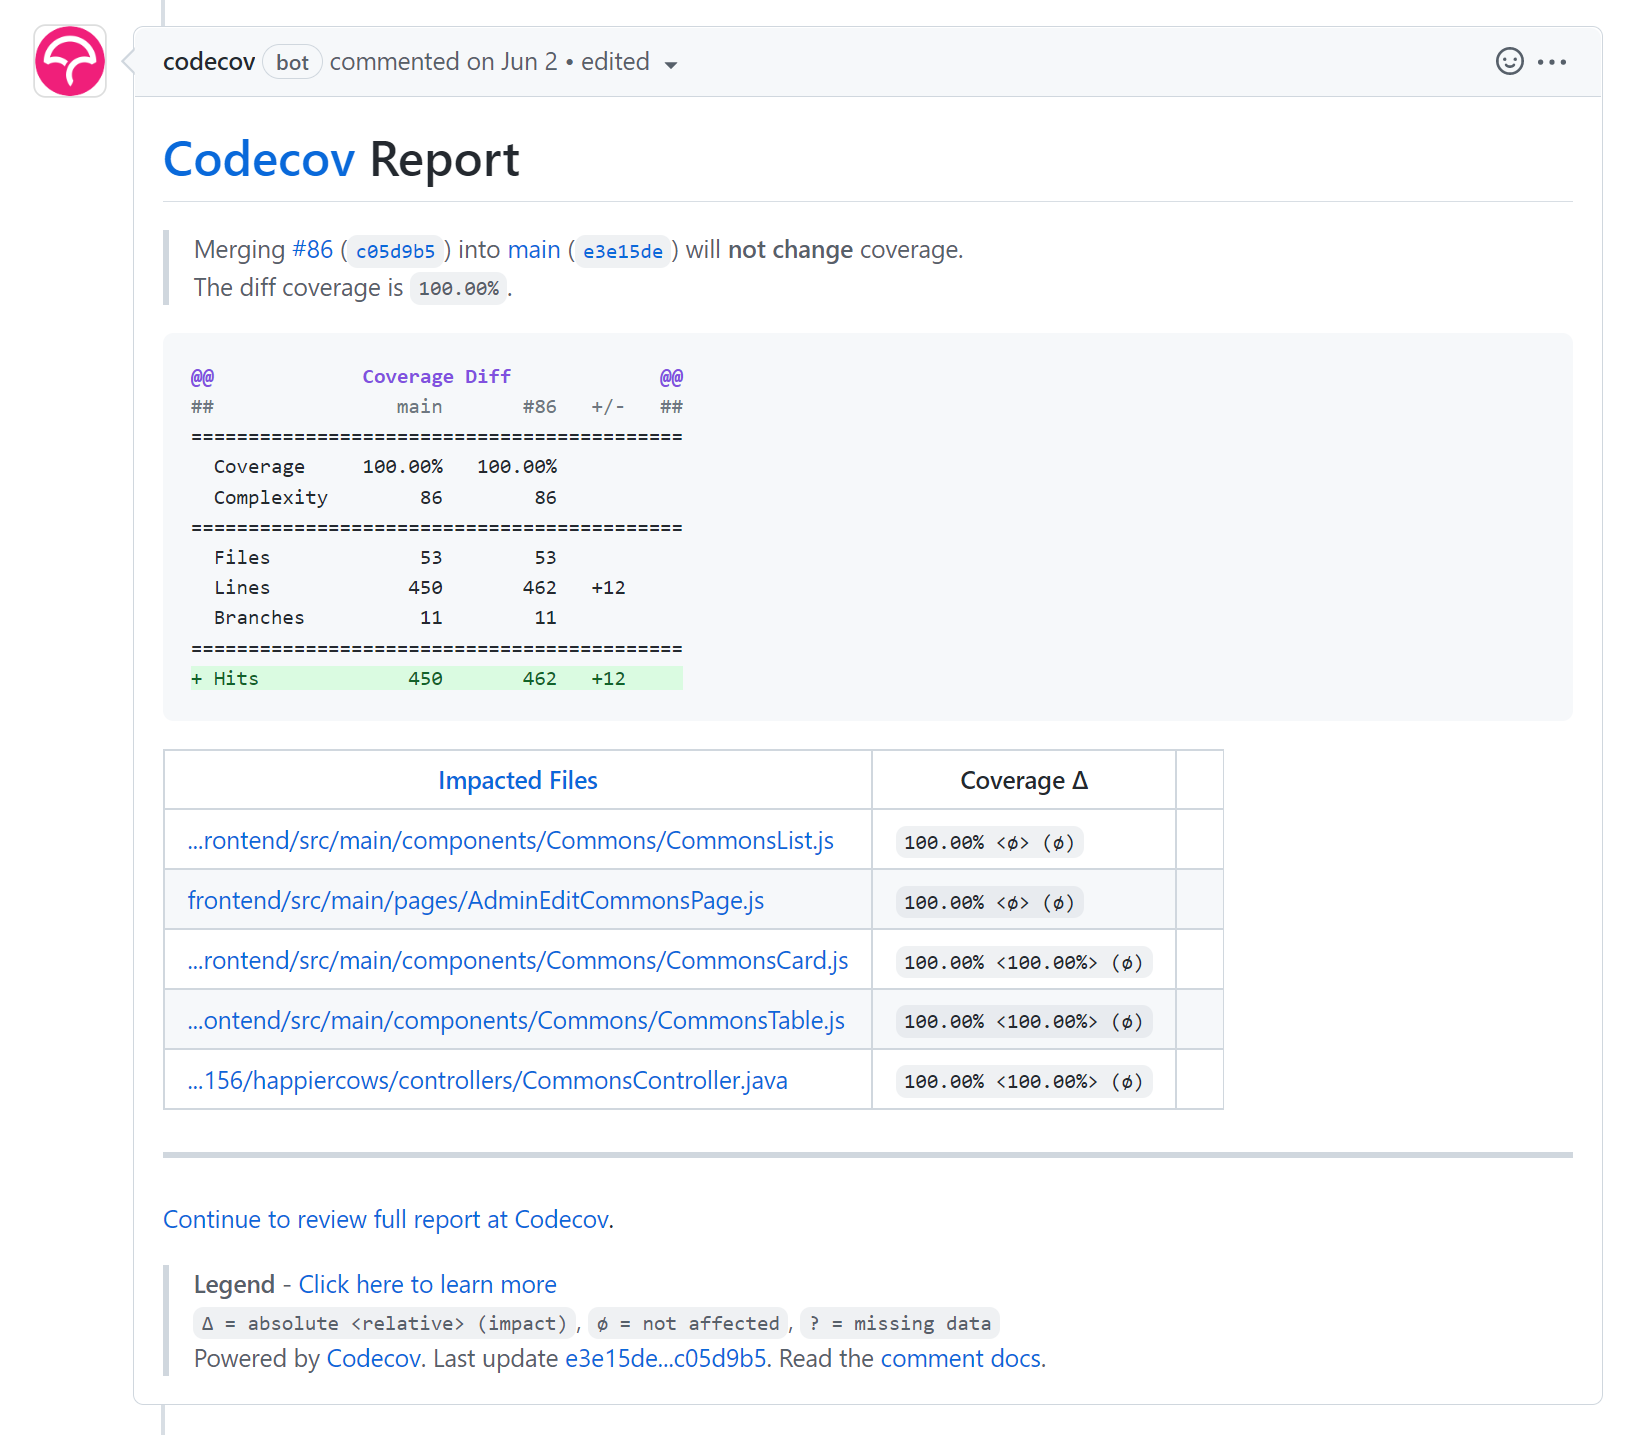 codecov bot commented on Jun 2 • edited
Codecov Report
Merging #86 (c05d9b5) into main (e3e15de) will not change coverage.
The diff coverage is 100.00%.
@@ Coverage Diff @@
## main #86 +/- ##
===========================================
Coverage 100.00% 100.00%
Complexity 86 86
===========================================
Files 53 53
Lines 450 462 +12
Branches 11 11
===========================================
+ Hits 450 462 +12
Impacted Files Coverage Δ
...rontend/src/main/components/Commons/CommonsList.js 100.00% <ø> (ø)
frontend/src/main/pages/AdminEditCommonsPage.js 100.00% <ø> (ø)
...rontend/src/main/components/Commons/CommonsCard.js 100.00% <100.00%> (ø)
...ontend/src/main/components/Commons/CommonsTable.js 100.00% <100.00%> (ø)
...156/happiercows/controllers/CommonsController.java 100.00% <100.00%> (ø)
Continue to review full report at Codecov.
Legend - Click here to learn more
Δ = absolute <relative> (impact), ø = not affected, ? = missing data
Powered by Codecov. Last update e3e15de...c05d9b5. Read the comment docs.